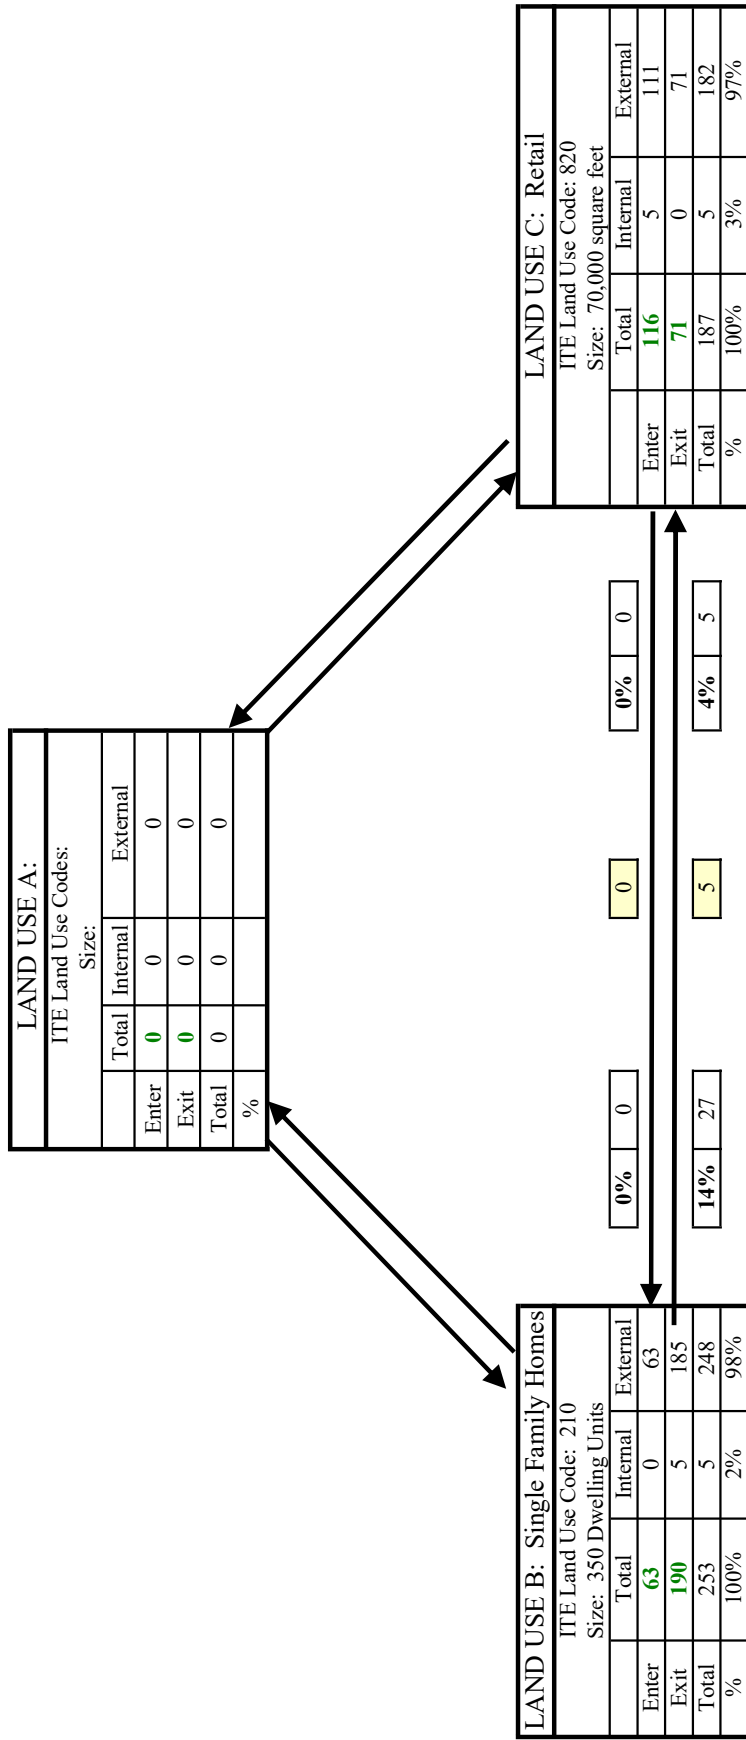 LAND USE A:
ITE Land Use Codes:
Size:
Total Internal External
Enter 0 0 0
Exit 0 0 0
Total 0 0 0
%
LAND USE B: Single Family Homes
ITE Land Use Code: 210
Size: 350 Dwelling Units
Total Internal External
Enter 63 0 63
Exit 190 5 185
Total 253 5 248
% 100% 2% 98%
0% 0
0
0% 0
14% 27
5
4% 5
LAND USE C: Retail
ITE Land Use Code: 820
Size: 70,000 square feet
Total Internal External
Enter 116 5 111
Exit 71 0 71
Total 187 5 182
% 100% 3% 97%